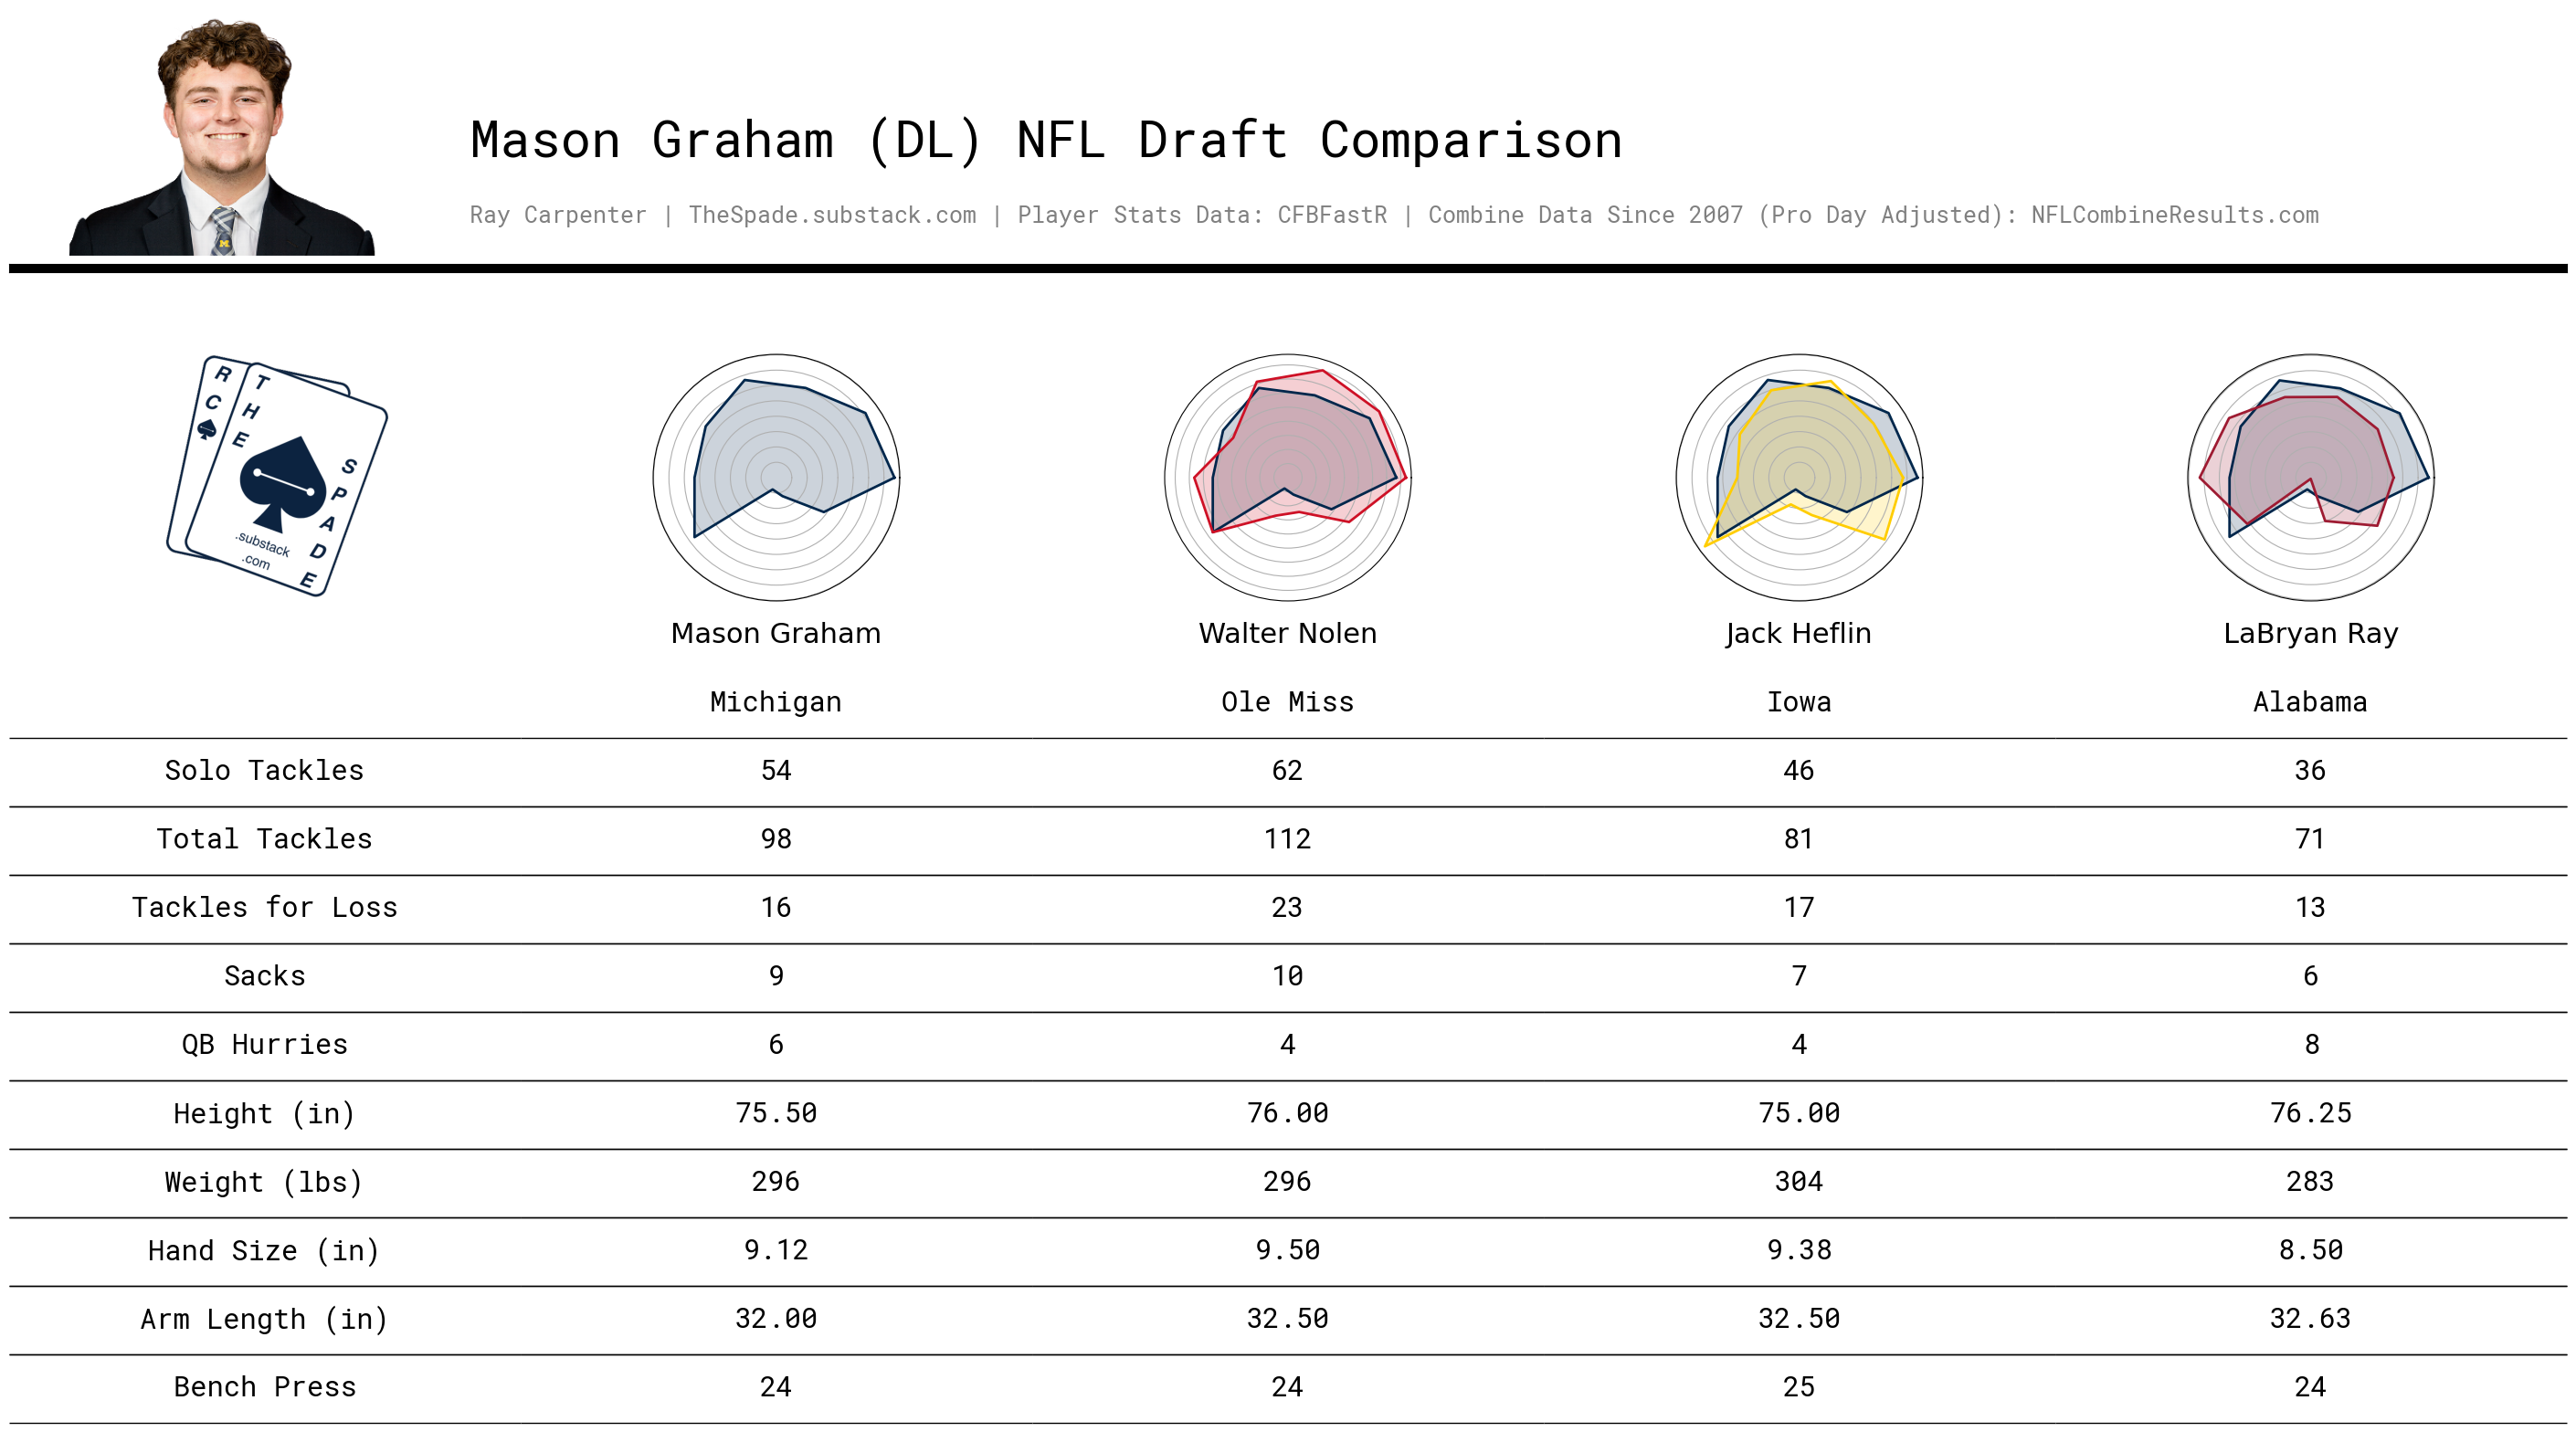 Mason Graham (DL) NFL Draft Comparison
Ray Carpenter | TheSpade.substack.com | Player Stats Data: CFBFastR | Combine Data Since 2007 (Pro Day Adjusted): NFLCombineResults.com
R C
THE
SPADE
.substack
.com
Mason Graham Walter Nolen Jack Heflin LaBryan Ray
Michigan Ole Miss Iowa Alabama
Solo Tackles 54 62 46 36
Total Tackles 98 112 81 71
Tackles for Loss 16 23 17 13
Sacks 9 10 7 6
QB Hurries 6 4 4 8
Height (in) 75.50 76.00 75.00 76.25
Weight (lbs) 296 296 304 283
Hand Size (in) 9.12 9.50 9.38 8.50
Arm Length (in) 32.00 32.50 32.50 32.63
Bench Press 24 24 25 24